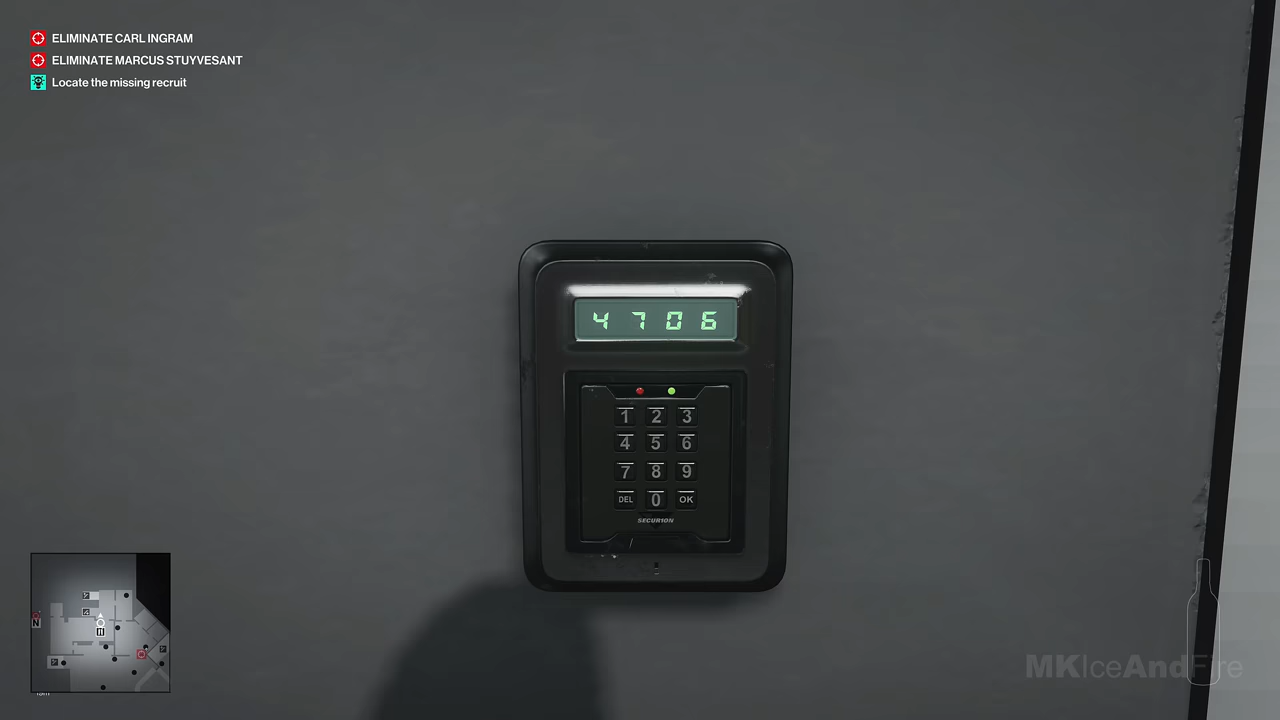 ELIMINATE CARL INGRAM
ELIMINATE MARCUS STUYVESANT
Locate the missing recruit
4706
1 2 3
4 5 6
7 8 9
DEL 0 OK
SECURION
N
MKIceAndFire